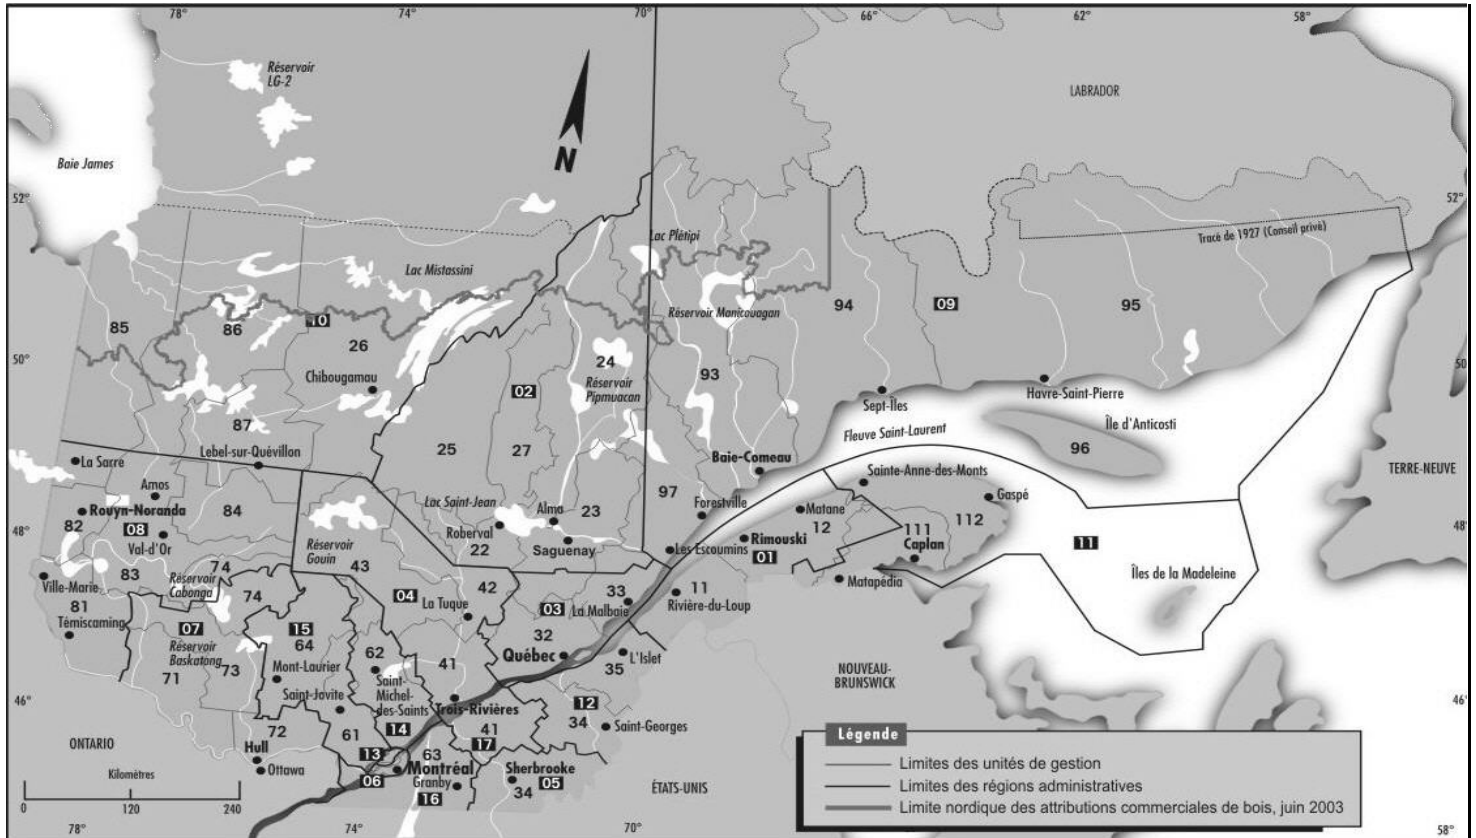 78°
74°
70°
66°
62°
58°
Réservoir
LG-2
LABRADOR
Baie James
N
52°
52°
Lac Plétipi
Tracé de 1927 (Conseil privé)
Lac Mistassini
94
09
95
Réservoir Manicouagan
85
86
10
26
50°
50
24
Chibougamau
93
02
Réservoir
Pipmuacan
Sept-Îles
Havre-Saint-Pierre
Île d'Anticosti
87
Fleuve Saint-Laurent
25
27
96
Lebel-sur-Quévillon
Baie-Comeau
La Sarre
Sainte-Anne-des-Monts
TERRE-NEUVE
Amos
97
Gaspé
Lac Saint-Jean
Alma
Forestville
Matane
Rouyn-Noranda
84
23
112
82
08
Roberval
12
111
48°
48°
Val-d'Or
Réservoir
Gouin
22
Saguenay
Les Escoumins
Rimouski
01
Caplan
11
83
74
43
Ville-Marie
Réservoir
Cabonga
42
33
11
Matapédia
Îles de la Madeleine
81
74
04
03
La Malbaie
Rivière-du-Loup
La Tuque
Témiscaming
07
15
64
32
Réservoir
Baskatong
62
Québec
L'Islet
71
73
Mont-Laurier
41
35
NOUVEAU-
BRUNSWICK
Saint-Jovite
Saint-
Michel-
des-Saints
46°
46°
Trois-Rivières
12
34
Saint-Georges
72
61
14
41
17
Légende
ONTARIO
Hull
13
63
Limites des unités de gestion
Ottawa
06
Montréal
Sherbrooke
Kilomètres
Granby
05
ÉTATS-UNIS
Limites des régions administratives
16
34
0
120
240
Limite nordique des attributions commerciales de bois, juin 2003
78°
74°
70°
58°